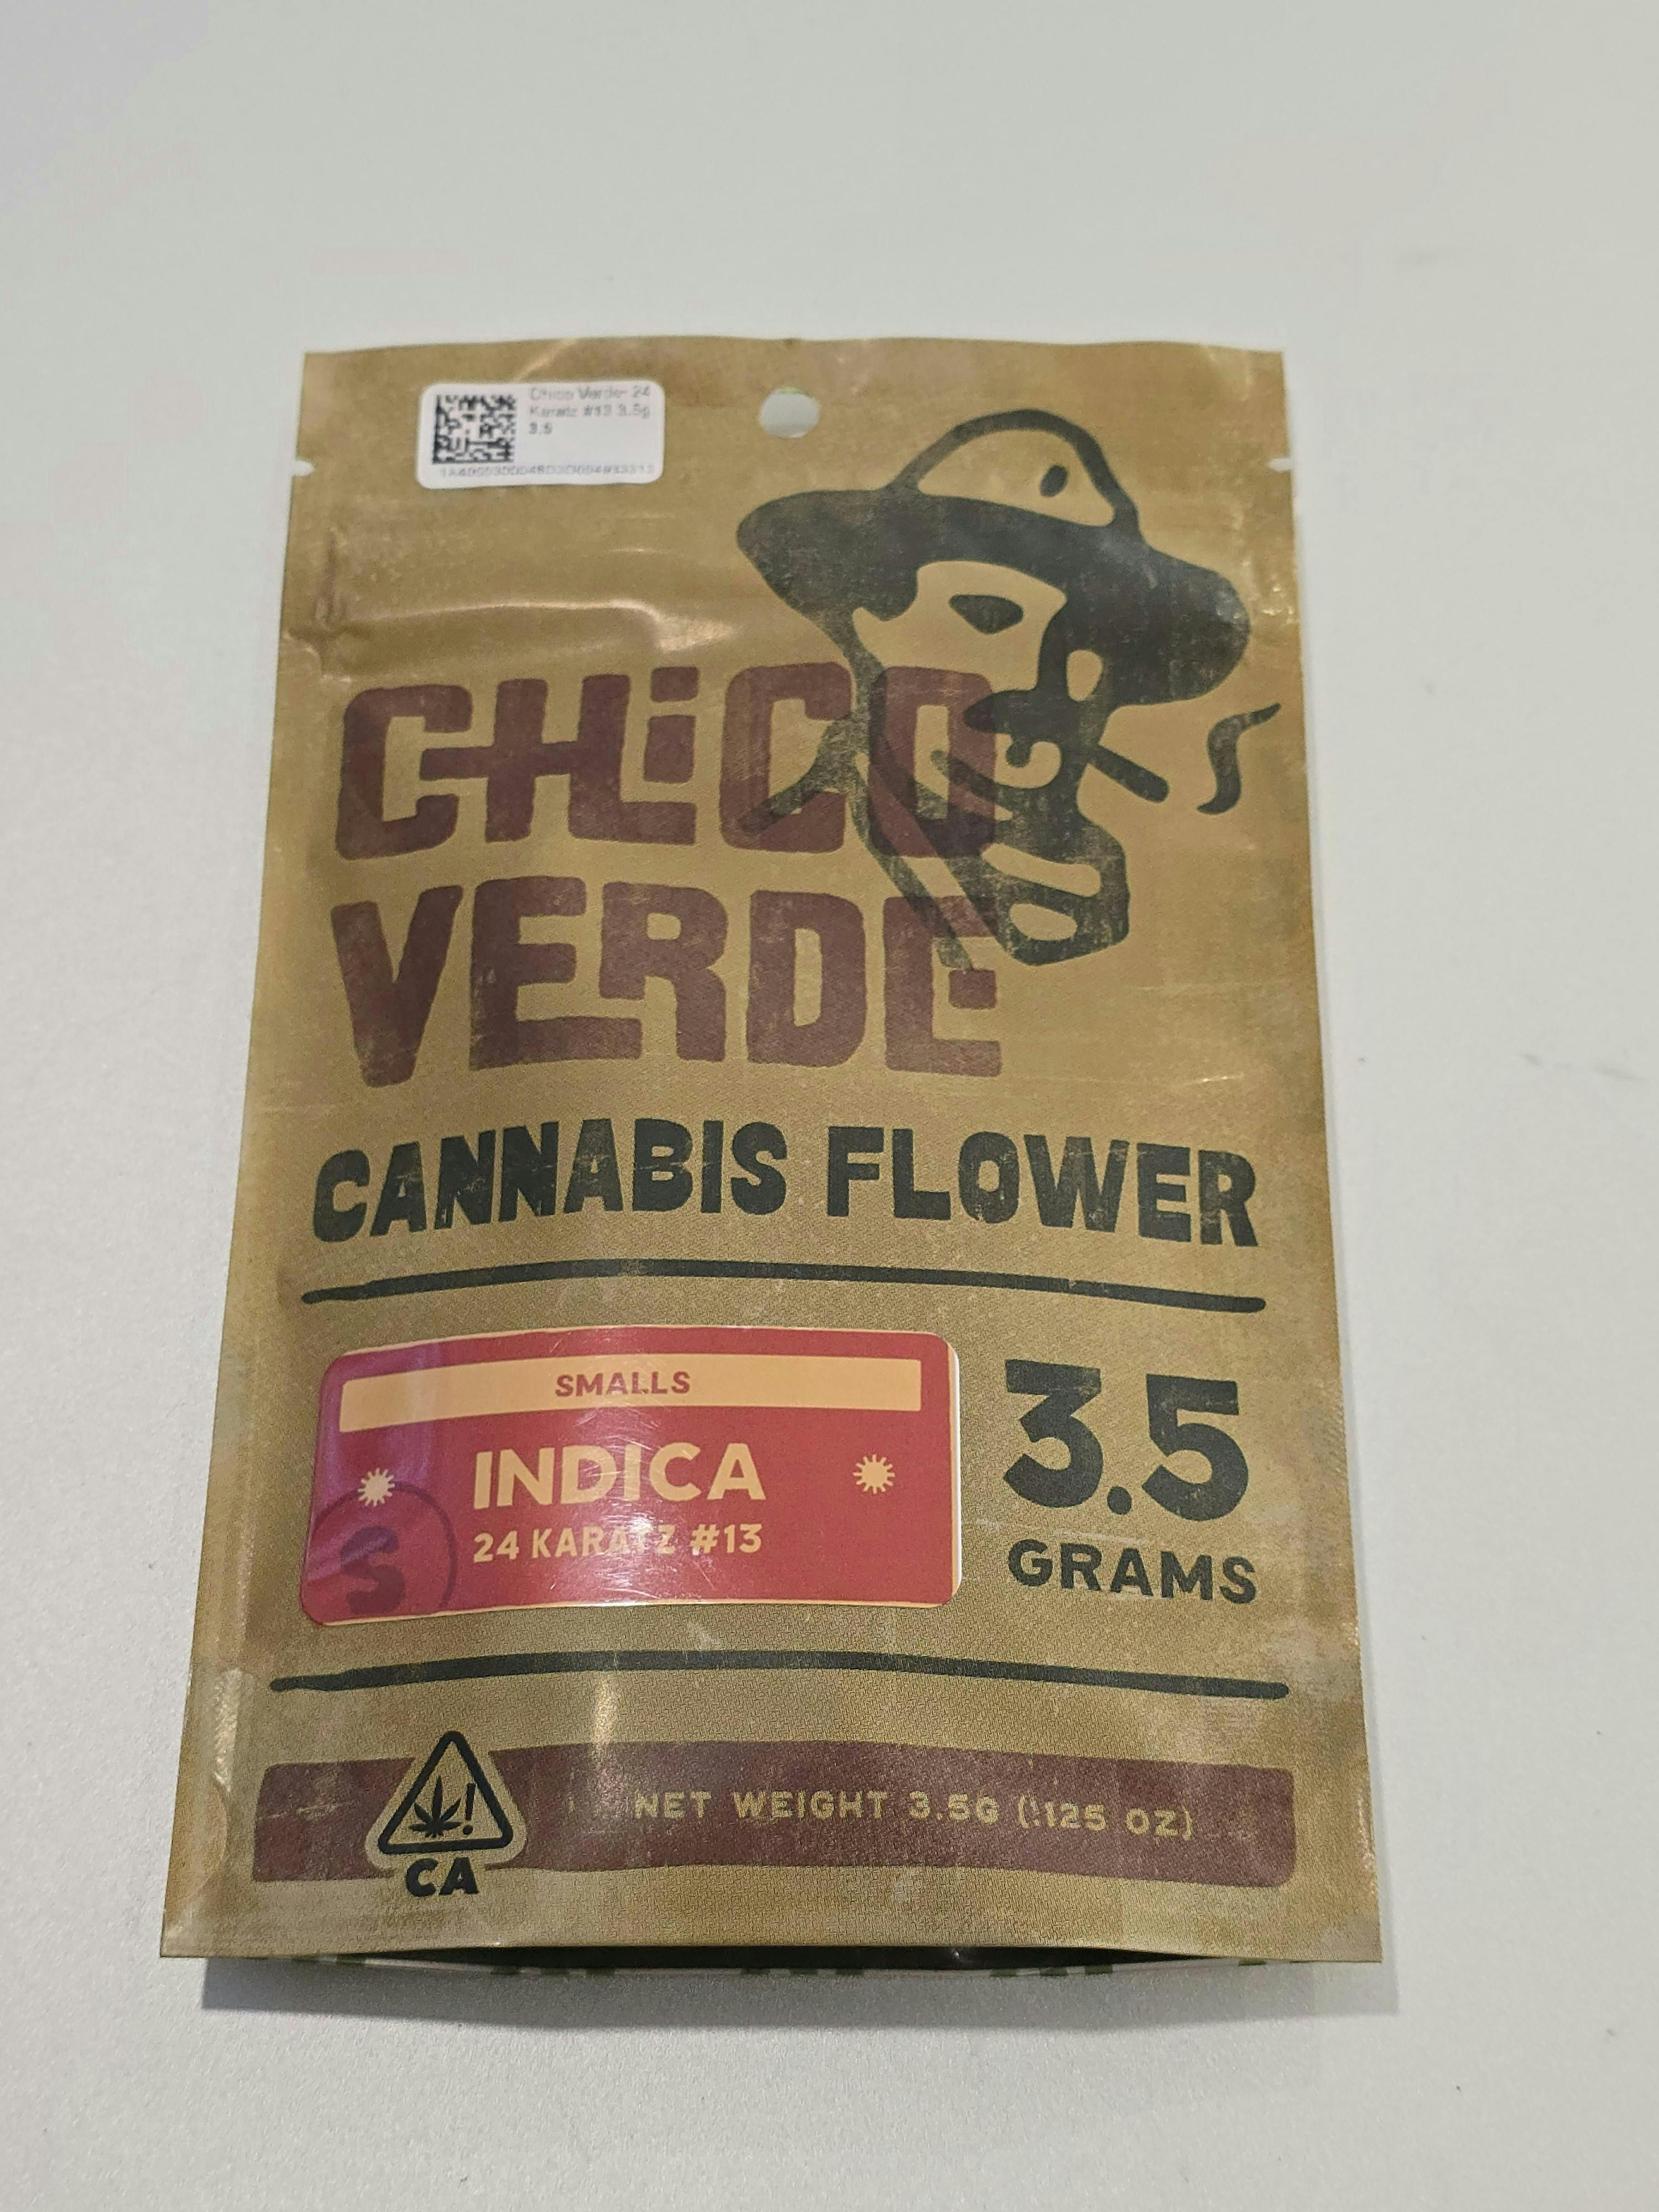 Chico Verde- 24
Karatz #13 3.5g
3.5
CHiCO
VERDE
CANNABIS FLOWER
SMALLS
INDICA
24 KARATZ #13
S
3.5
GRAMS
NET WEIGHT 3.5G (.125 OZ)
CA